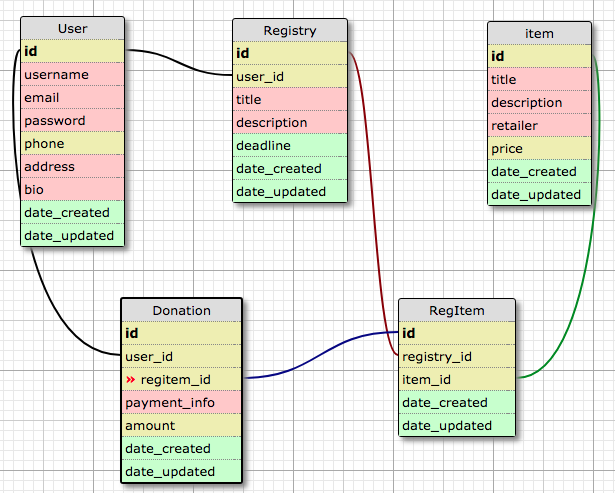 User
id
username
email
password
phone
address
bio
date_created
date_updated
Registry
id
user_id
title
description
deadline
date_created
date_updated
item
id
title
description
retailer
price
date_created
date_updated
Donation
id
user_id
» regitem_id
payment_info
amount
date_created
date_updated
RegItem
id
registry_id
item_id
date_created
date_updated